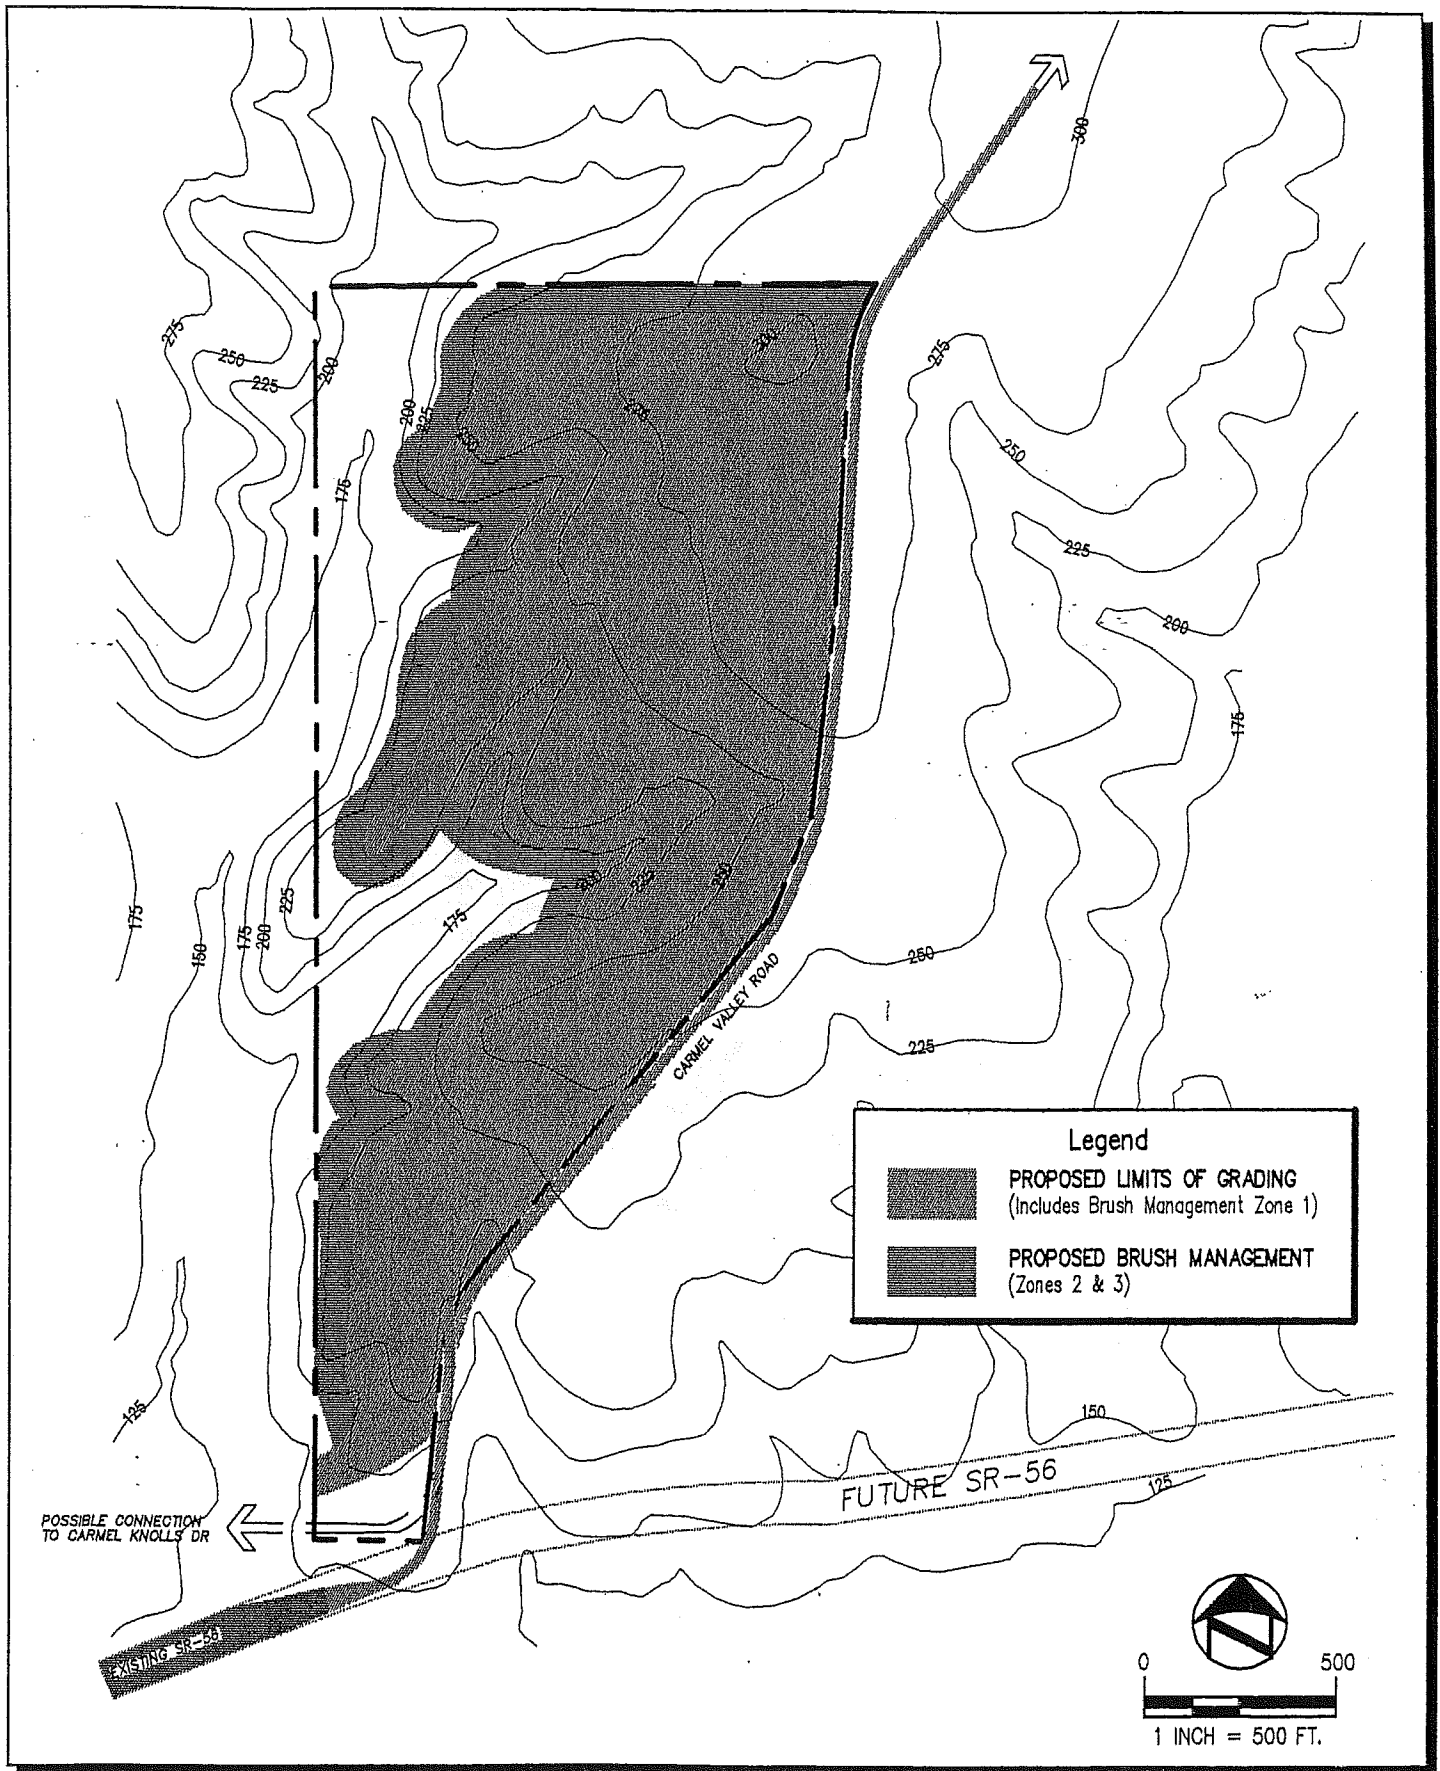 300
275
250
225
200
300
275
200
225
250
250
175
225
200
175
175
150
175
200
225
175
200
225
250
250
225
CARMEL VALLEY ROAD
Legend
PROPOSED LIMITS OF GRADING
(Includes Brush Management Zone 1)
PROPOSED BRUSH MANAGEMENT
(Zones 2 & 3)
125
150
FUTURE SR-56
125
POSSIBLE CONNECTION
TO CARMEL KNOLLS DR
EXISTING SR-56
0 500
1 INCH = 500 FT.